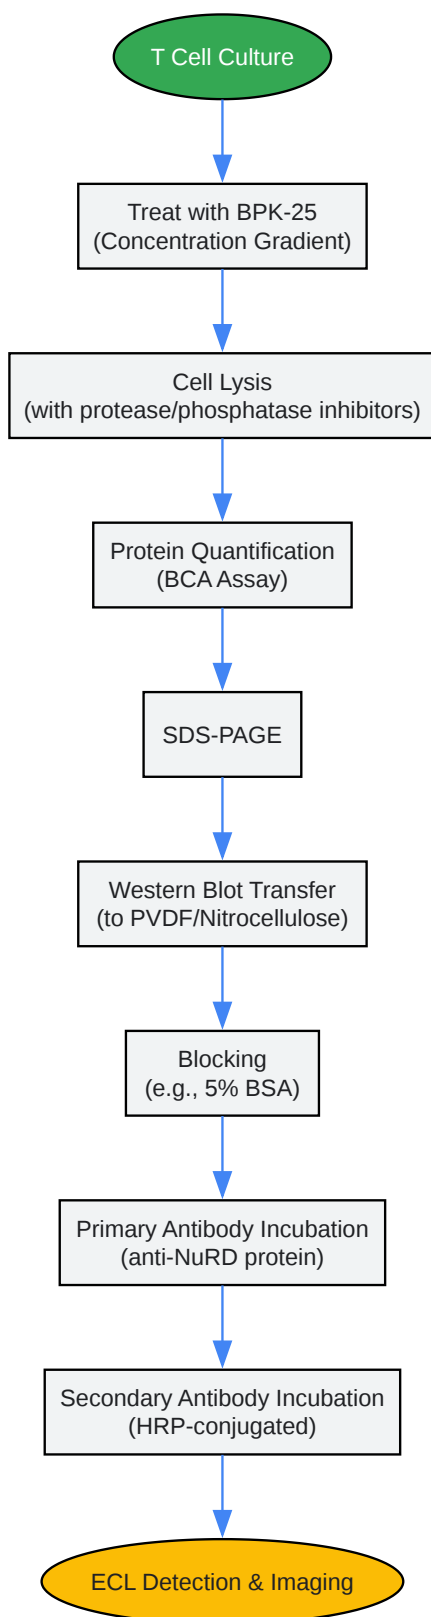 T Cell Culture
Treat with BPK-25
(Concentration Gradient)
Cell Lysis
(with protease/phosphatase inhibitors)
Protein Quantification
(BCA Assay)
SDS-PAGE
Western Blot Transfer
(to PVDF/Nitrocellulose)
Blocking
(e.g., 5% BSA)
Primary Antibody Incubation
(anti-NuRD protein)
Secondary Antibody Incubation
(HRP-conjugated)
ECL Detection & Imaging